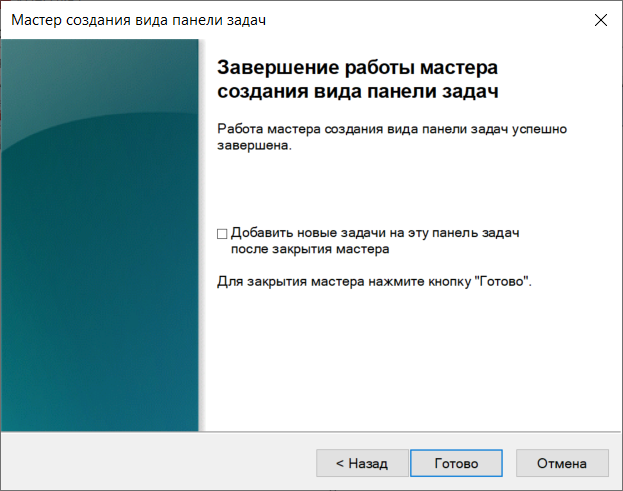 Мастер создания вида панели задач
Завершение работы мастера
создания вида панели задач
Работа мастера создания вида панели задач успешно
завершена.
Добавить новые задачи на эту панель задач
после закрытия мастера
Для закрытия мастера нажмите кнопку "Готово".
< Назад
Готово
Отмена